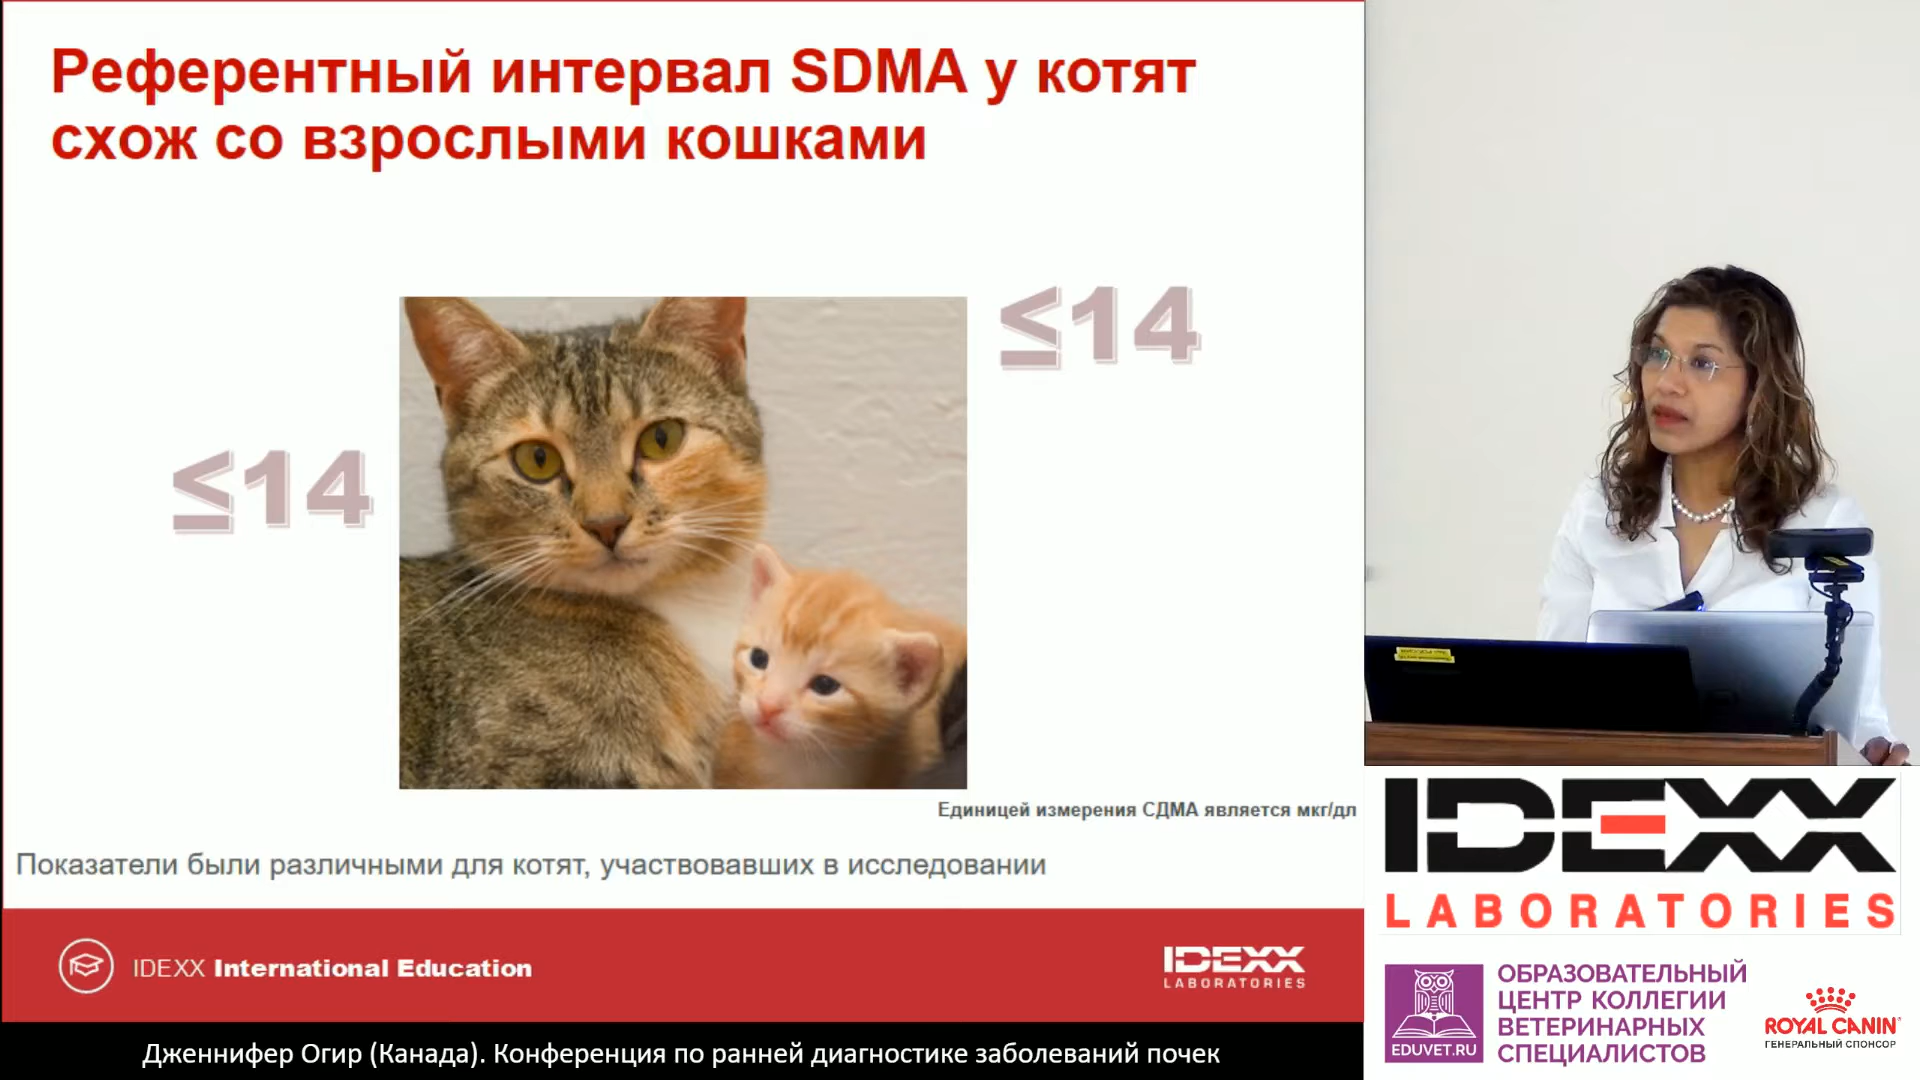 Референтный интервал SDMA у котят
схож со взрослыми кошками
≤14
≤14
Единицей измерения СДМА является мкг/дл
Показатели были различными для котят, участвовавших в исследовании
IDEXX International Education
IDEXX
LABORATORIES
Дженнифер Огир (Канада). Конференция по ранней диагностике заболеваний почек
IDEXX
LABORATORIES
EDUVET.RU
ОБРАЗОВАТЕЛЬНЫЙ
ЦЕНТР КОЛЛЕГИИ
ВЕТЕРИНАРНЫХ
СПЕЦИАЛИСТОВ
ROYAL CANIN
ГЕНЕРАЛЬНЫЙ СПОНСОР